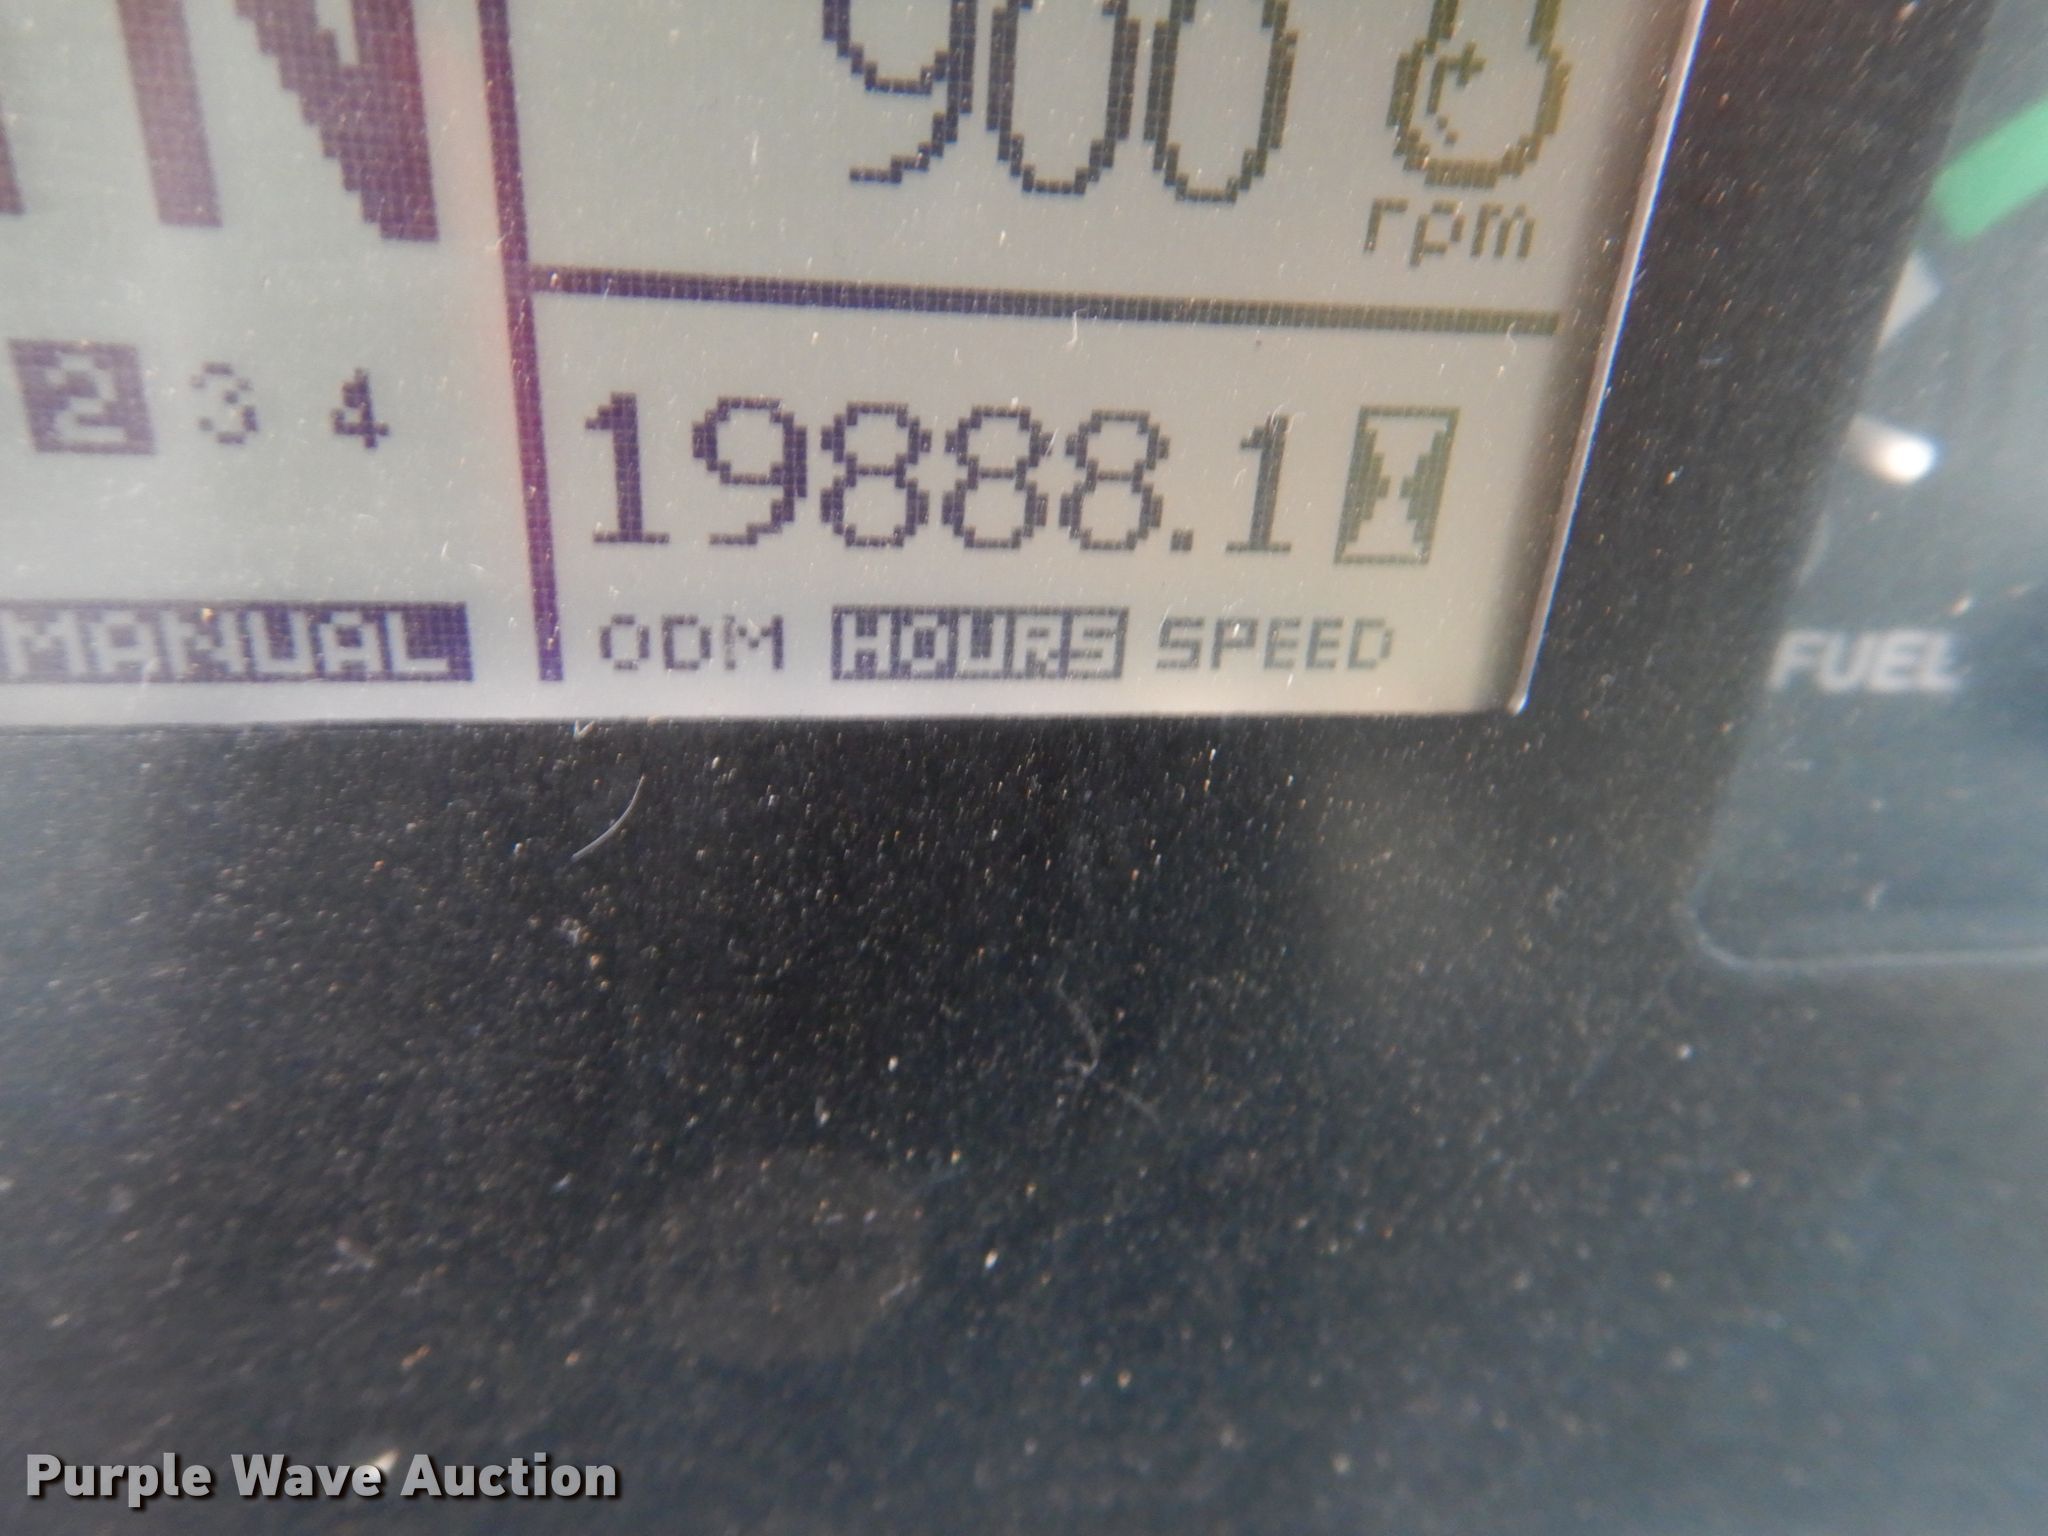 N 900
rpm
2 3 4 19888.1
MANUAL ODM HOURS SPEED
FUEL
Purple Wave Auction